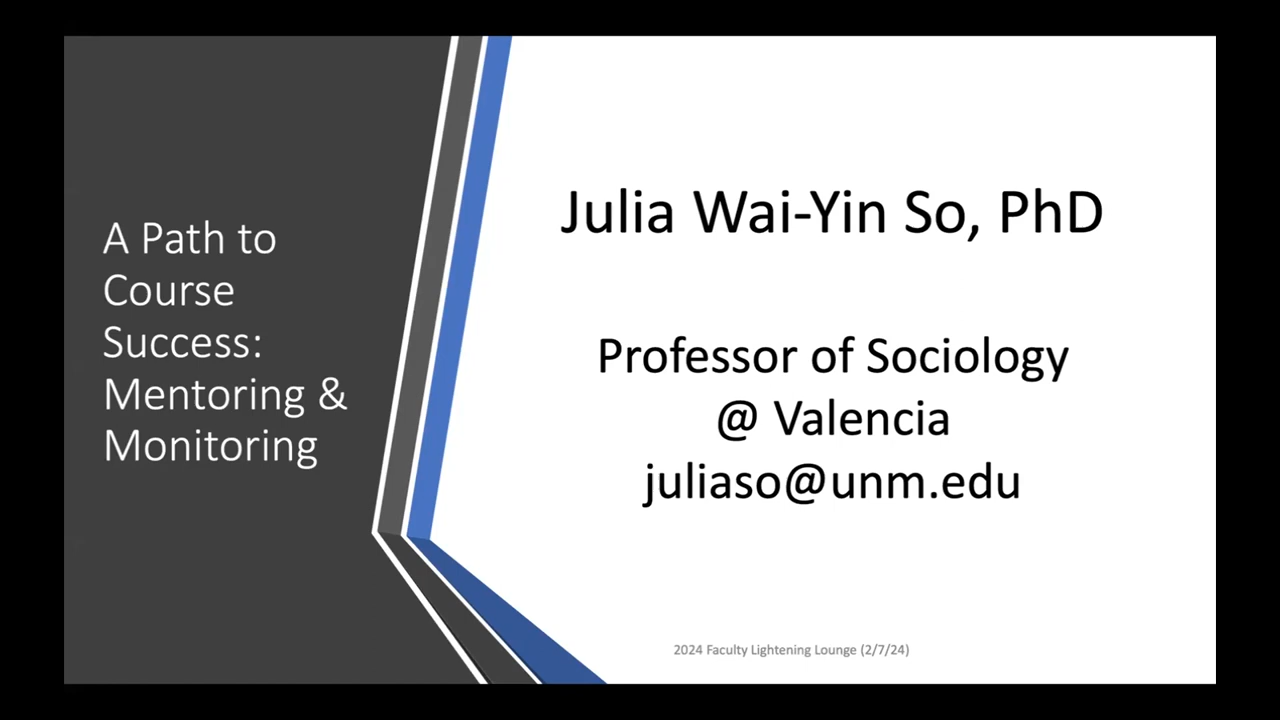 A Path to
Course
Success:
Mentoring &
Monitoring
Julia Wai-Yin So, PhD
Professor of Sociology
@ Valencia
juliaso@unm.edu
2024 Faculty Lightening Lounge (2/7/24)